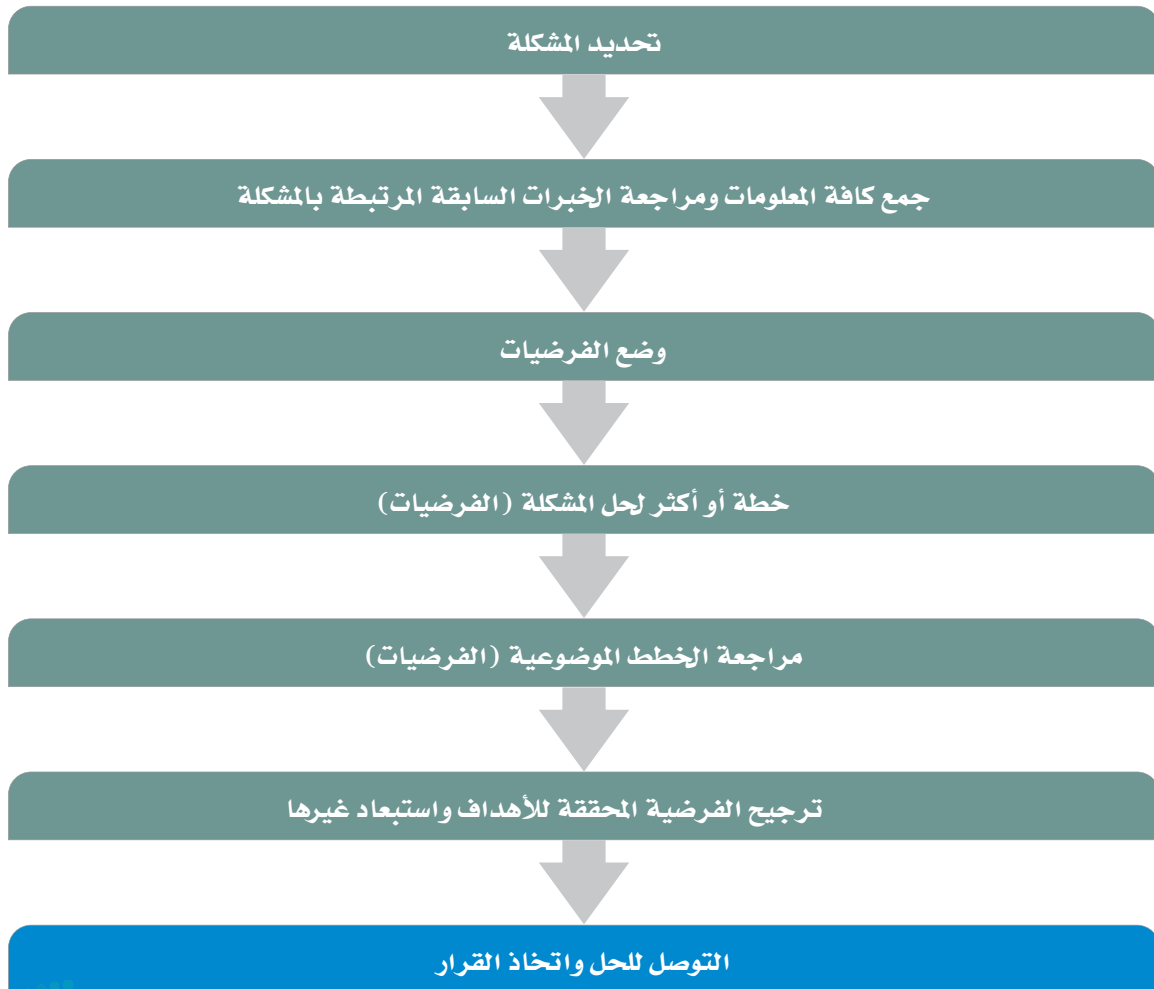 تحديد المشكلة
جمع كافة المعلومات ومراجعة الخبرات السابقة المرتبطة بالمشكلة
وضع الفرضيات
خطة أو أكثر لحل المشكلة (الفرضيات)
مراجعة الخطط الموضوعية (الفرضيات)
ترجيح الفرضية المحققة للأهداف واستبعاد غيرها
التوصل للحل واتخاذ القرار